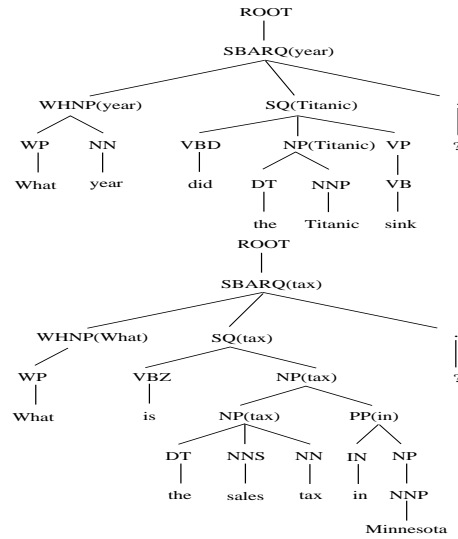 ROOT
SBARQ(year)
WHNP(year) SQ(Titanic) .
WP NN VBD NP(Titanic) VP ?
What year did DT NNP VB
the Titanic sink
ROOT
SBARQ(tax)
WHNP(What) SQ(tax) .
WP VBZ NP(tax) ?
What is NP(tax) PP(in)
DT NNS NN IN NP
the sales tax in NNP
Minnesota